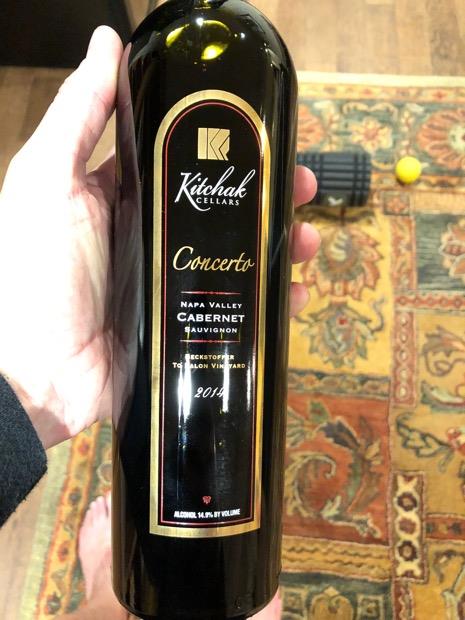 Kitchak
CELLARS
Concerto
NAPA VALLEY
CABERNET
SAUVIGNON
BECKSTOFFER
TO KALON VINEYARD
2014
ALCOHOL 14.9% BY VOLUME